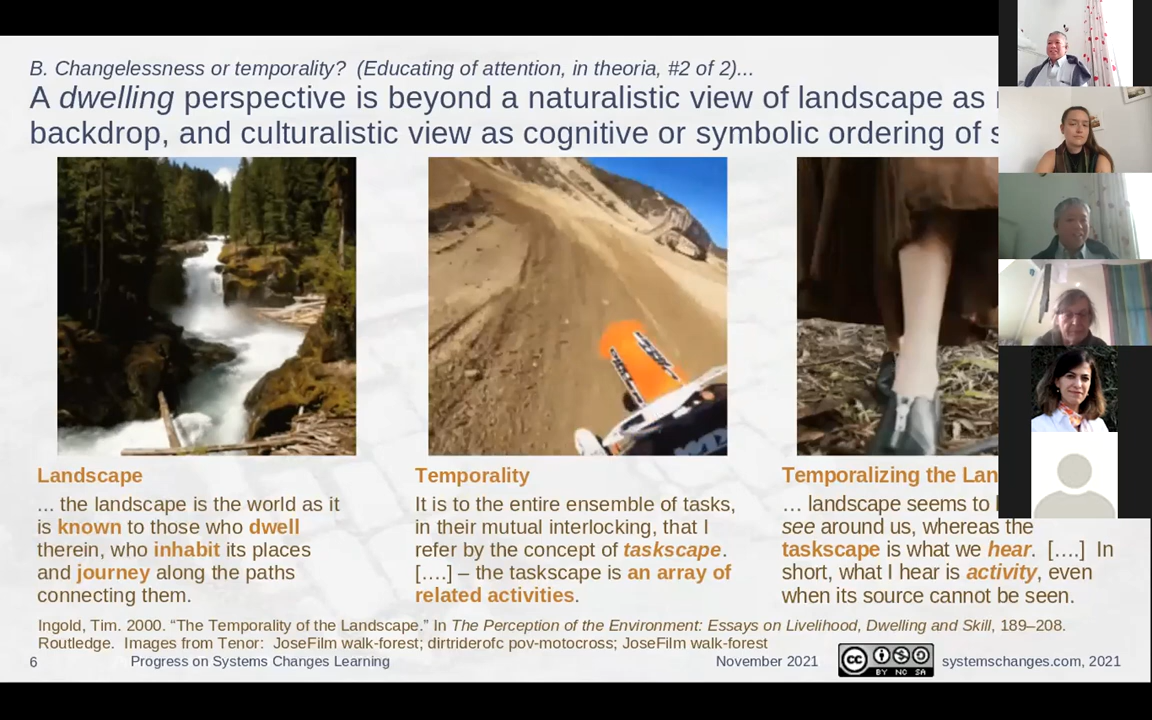 B. Changelessness or temporality?  (Educating of attention, in theoria, #2 of 2)...
A dwelling perspective is beyond a naturalistic view of landscape as
backdrop, and culturalistic view as cognitive or symbolic ordering of
Landscape
... the landscape is the world as it
is known to those who dwell
therein, who inhabit its places
and journey along the paths
connecting them.
Temporality
It is to the entire ensemble of tasks,
in their mutual interlocking, that I
refer by the concept of taskscape.
[....] – the taskscape is an array of
related activities.
Temporalizing the
… landscape seems to
see around us, whereas the
taskscape is what we hear.  [....]  In
short, what I hear is activity, even
when its source cannot be seen.
Ingold, Tim. 2000. “The Temporality of the Landscape.” In The Perception of the Environment: Essays on Livelihood, Dwelling and Skill, 189–208.
Routledge.  Images from Tenor:  JoseFilm walk-forest; dirtriderofc pov-motocross; JoseFilm walk-forest
6 Progress on Systems Changes Learning November 2021 cc BY NC SA systemschanges.com, 2021